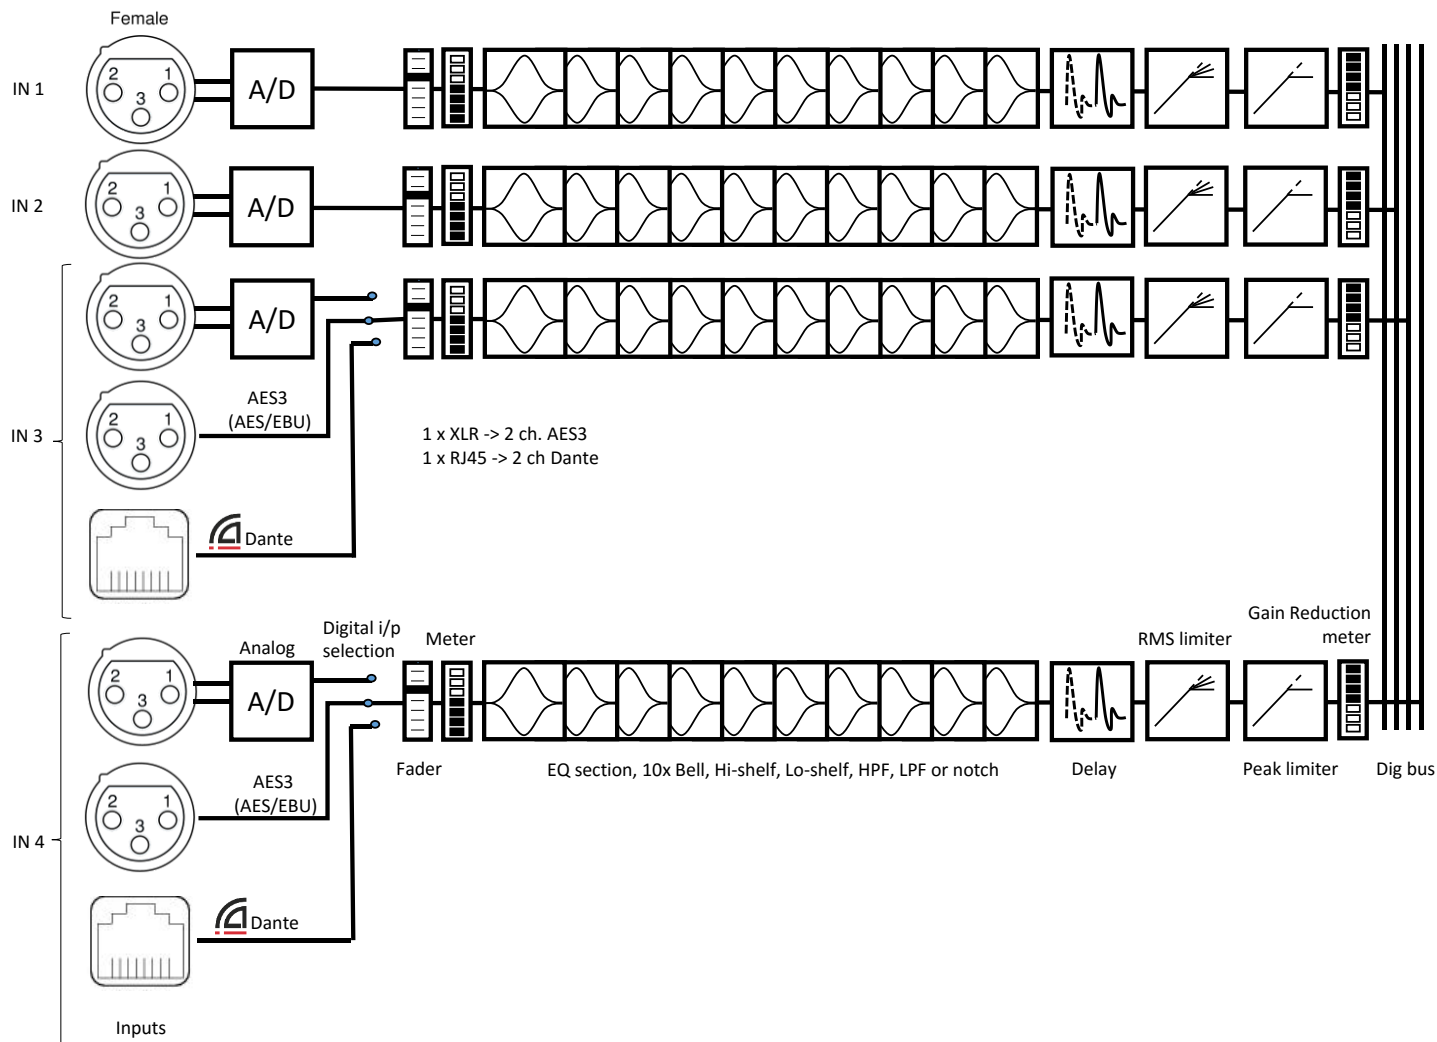 Female
IN 1
2 1
3
A/D
IN 2
2 1
3
A/D
2 1
3
A/D
IN 3
2 1
3
AES3
(AES/EBU)
1 x XLR -> 2 ch. AES3
1 x RJ45 -> 2 ch Dante
Dante
2 1
3
Analog
A/D
Digital i/p
selection
Meter
RMS limiter
Gain Reduction
meter
Fader
EQ section, 10x Bell, Hi-shelf, Lo-shelf, HPF, LPF or notch
Delay
Peak limiter
Dig bus
IN 4
2 1
3
AES3
(AES/EBU)
Dante
Inputs